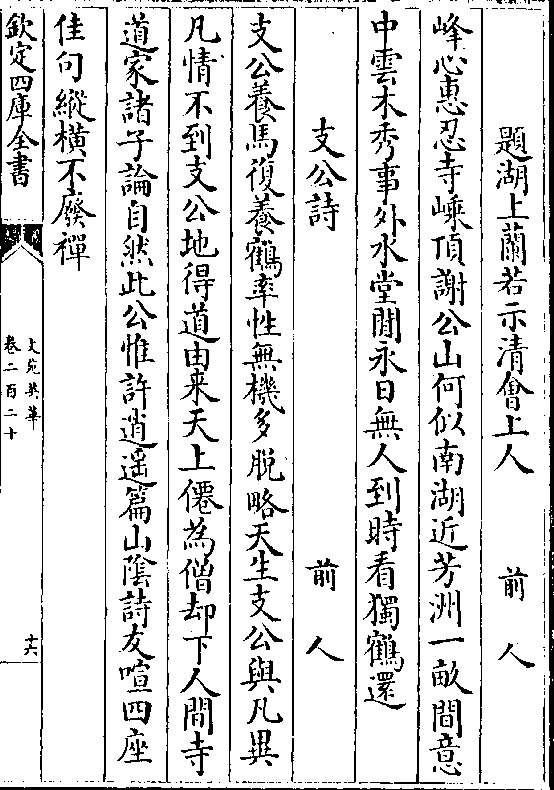 題湖上蘭若示清會上人　前人
峰心惠忍寺嵊頂謝公山何似南湖近芳洲一畝間意
中雲木秀事外水堂閒永日無人到時看獨鶴還
支公詩　前人
支公養馬復養鶴率性無機多脱略天生支公與凡異
凡情不到支公地得道由来天上僊為僧却下人間寺
道家諸子論自然此公惟許逍遥篇山隂詩友喧四座
佳句縱横不廢禪
欽定四庫全書
文苑英華
卷二百二十
十六